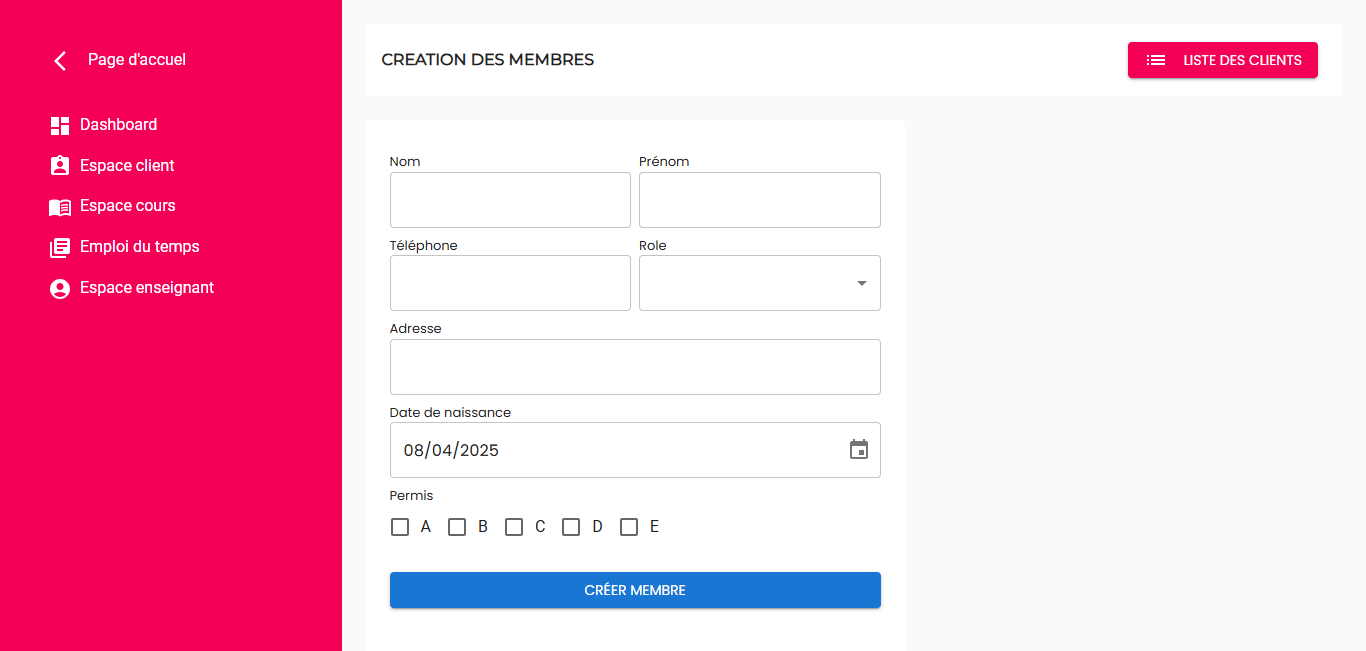 Page d'accuel
Dashboard
Espace client
Espace cours
Emploi du temps
Espace enseignant
CREATION DES MEMBRES
LISTE DES CLIENTS
Nom
Prénom
Téléphone
Role
Adresse
Date de naissance
08/04/2025
Permis
A B C D E
CRÉER MEMBRE